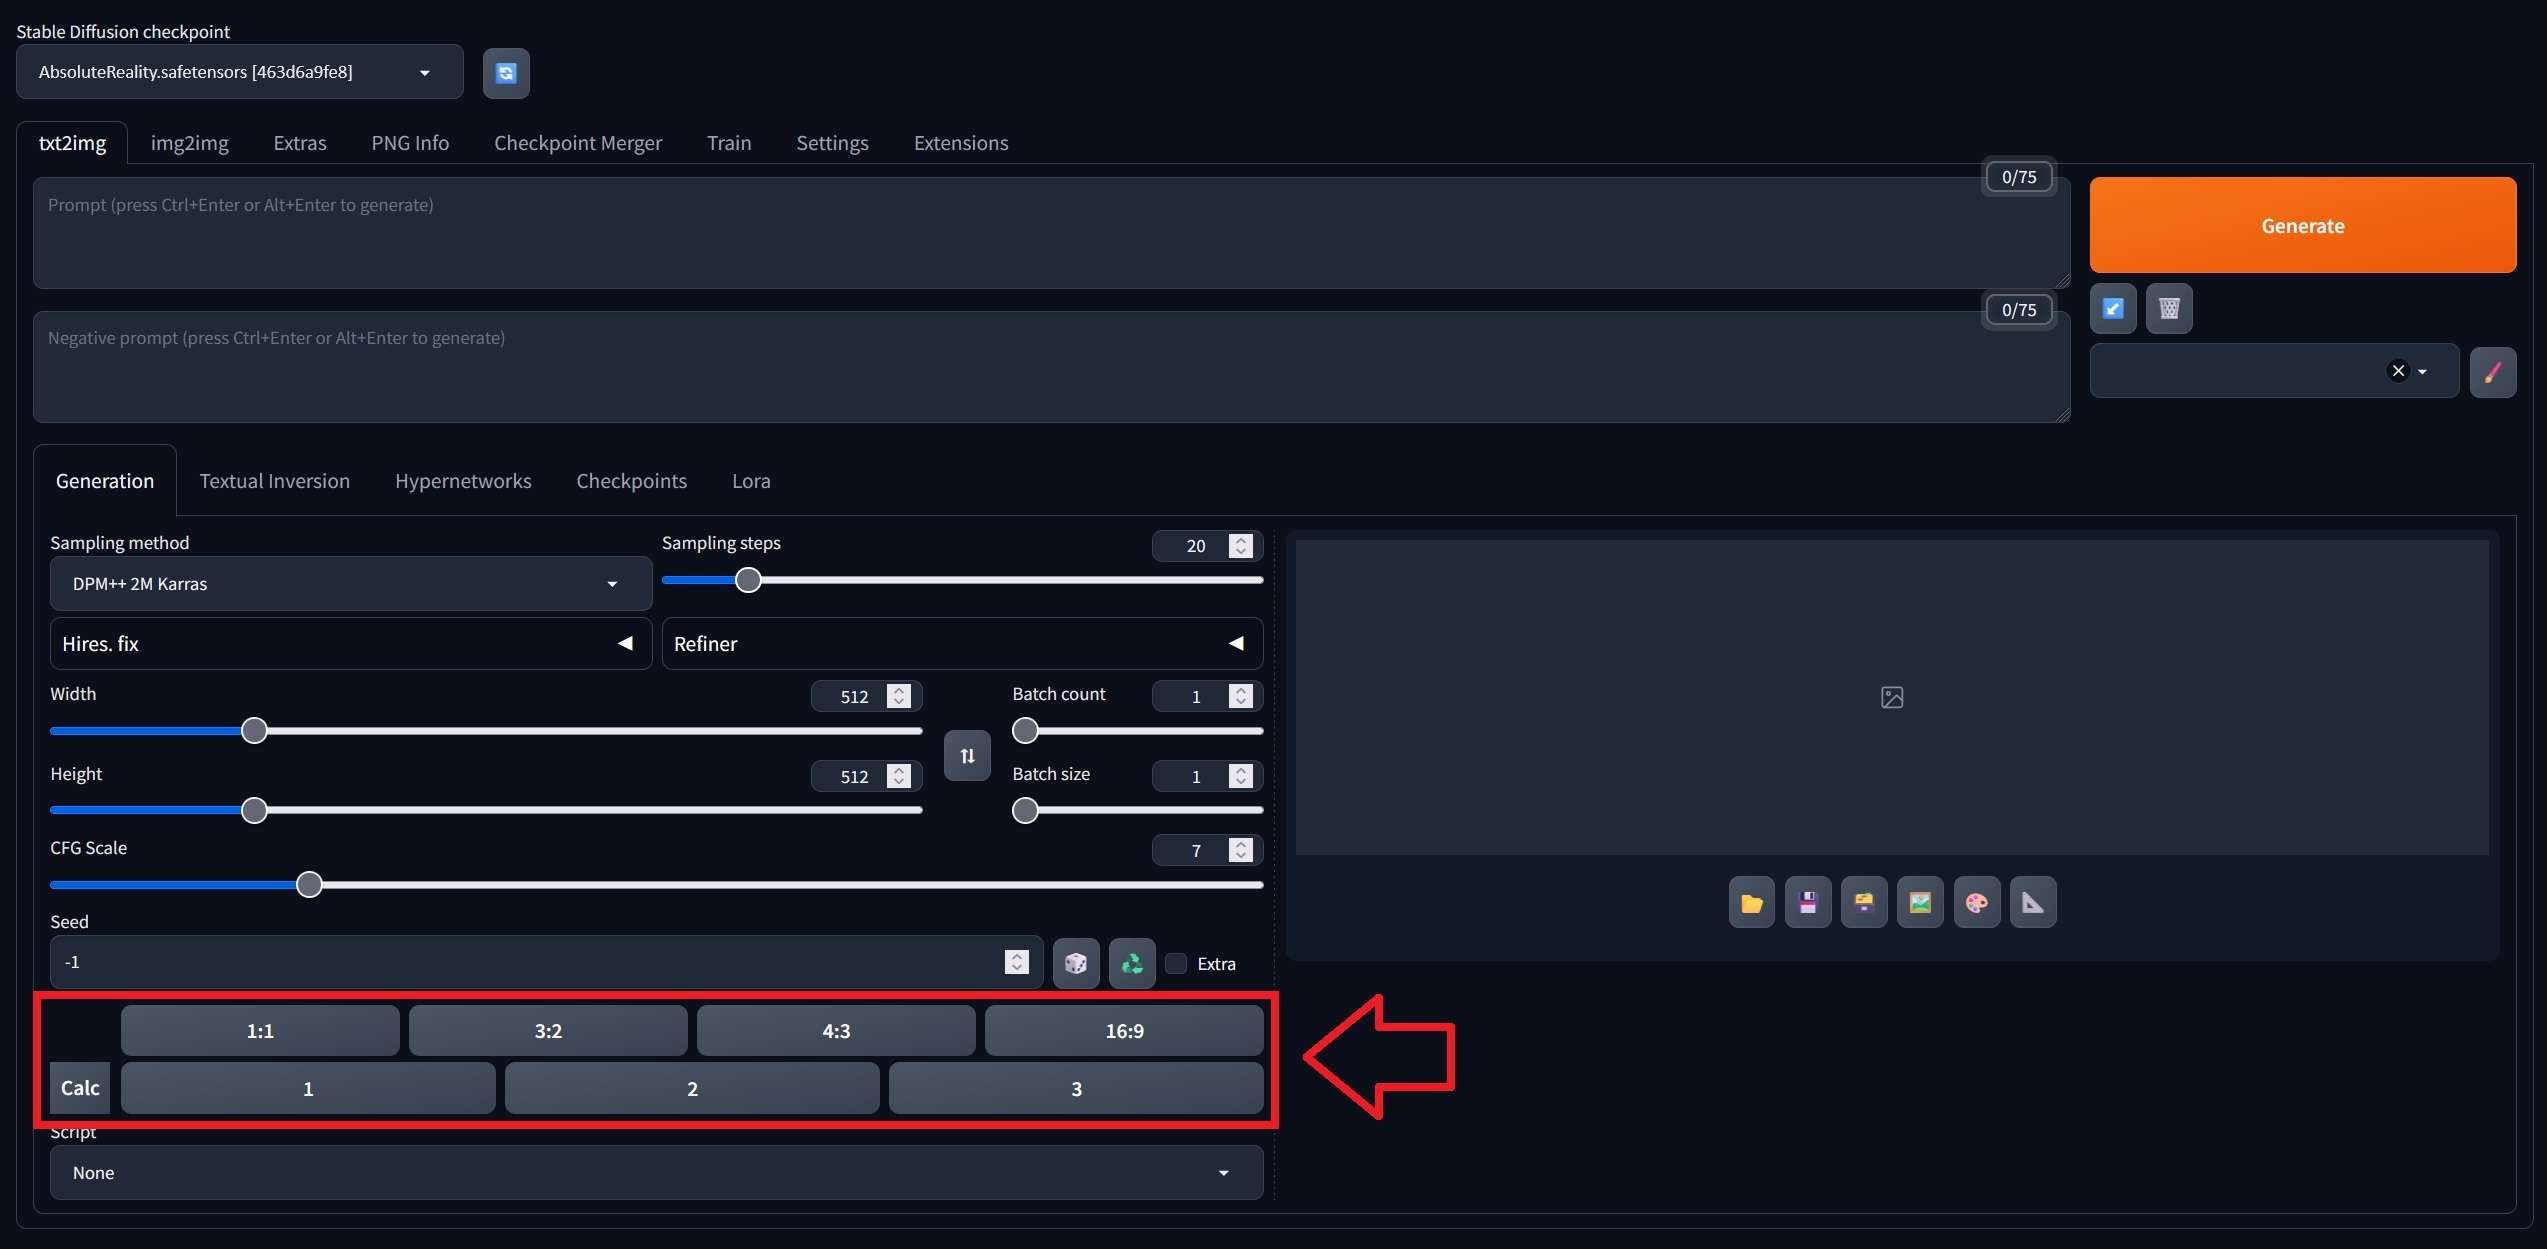 Stable Diffusion checkpoint
AbsoluteReality.safetensors [463d6a9fe8]
txt2img img2img Extras PNG Info Checkpoint Merger Train Settings Extensions
0/75
Prompt (press Ctrl+Enter or Alt+Enter to generate)
Generate
0/75
Negative prompt (press Ctrl+Enter or Alt+Enter to generate)
Generation Textual Inversion Hypernetworks Checkpoints Lora
Sampling method
DPM++ 2M Karras
Sampling steps 20
Hires. fix
Refiner
Width 512
Batch count 1
Height 512
Batch size 1
CFG Scale 7
Seed
-1
Extra
1:1 3:2 4:3 16:9
Calc 1 2 3
Script
None